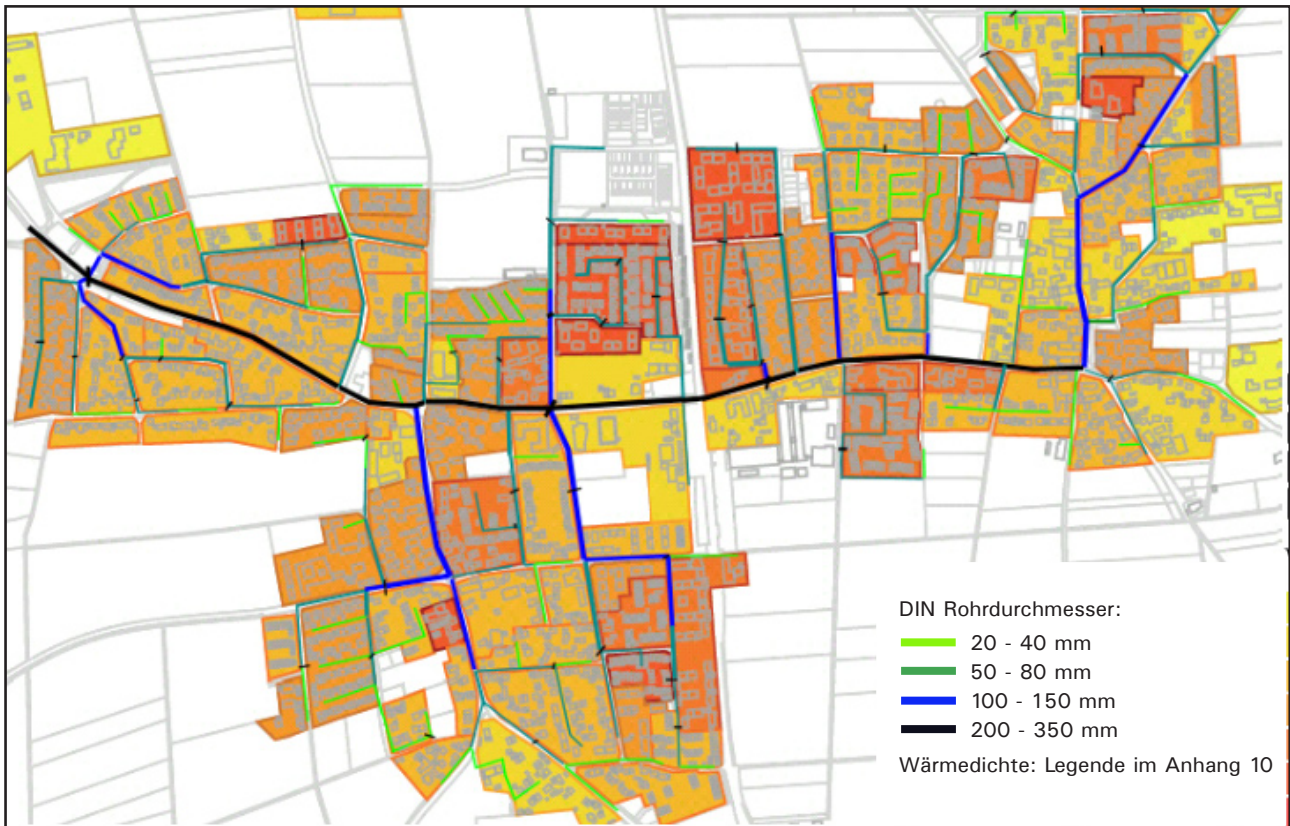 DIN Rohrdurchmesser:
20 - 40 mm
50 - 80 mm
100 - 150 mm
200 - 350 mm
Wärmedichte: Legende im Anhang 10